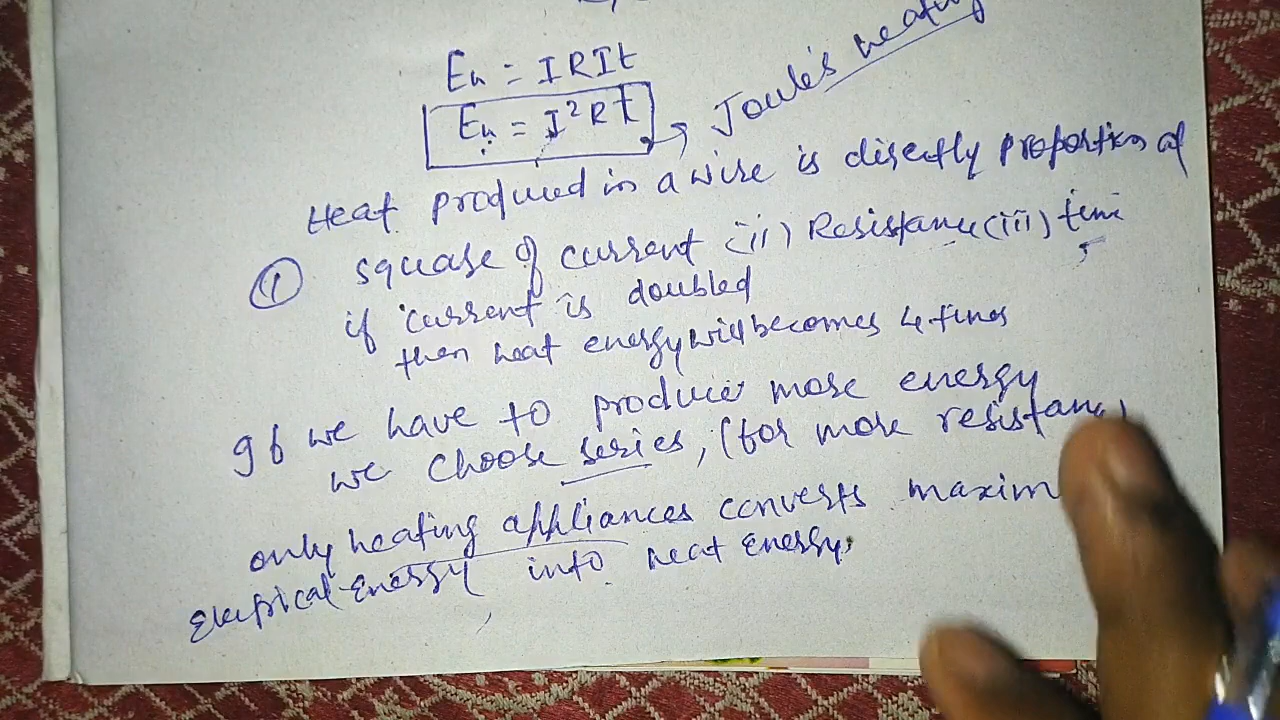 Eh = IRIt
Eh = I²Rt → Joule's heating
Heat produced in a wire is directly proportion of
① square of current (ii) Resistance (iii) time
if current is doubled
then heat energy will becomes 4 times
If we have to produce more energy
we choose series, (for more resistance)
only heating appliances converts maxim
Electrical Energy into heat Energy.